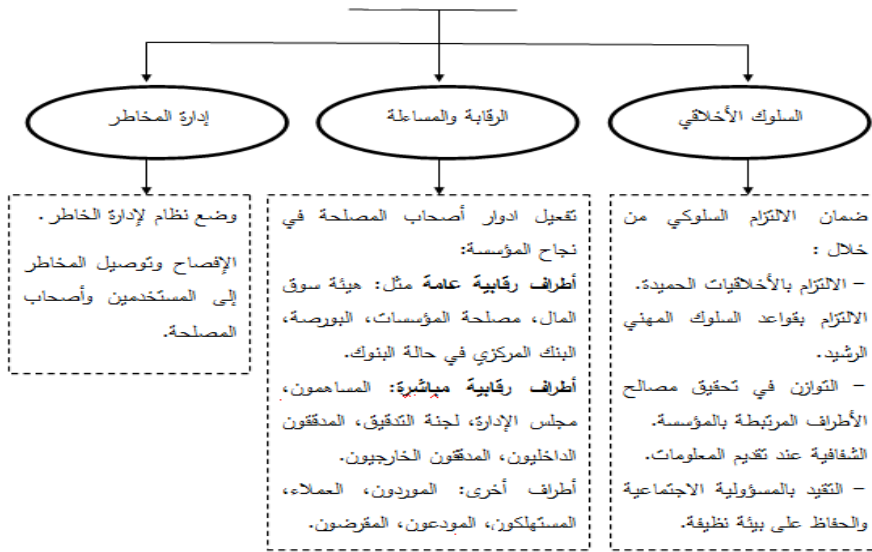 السلوك الأخلاقي
الرقابة والمساءلة
إدارة المخاطر
ضمان الالتزام السلوكي من
خلال :
– الالتزام بالأخلاقيات الحميدة.
الالتزام بقواعد السلوك المهني
الرشيد.
– التوازن في تحقيق مصالح
الأطراف المرتبطة بالمؤسسة.
الشفافية عند تقديم المعلومات.
– التقيد بالمسؤولية الاجتماعية
والحفاظ على بيئة نظيفة.
تفعيل ادوار أصحاب المصلحة في
نجاح المؤسسة:
أطراف رقابية عامة مثل: هيئة سوق
المال، مصلحة المؤسسات، البورصة،
البنك المركزي في حالة البنوك.
أطراف رقابية مباشرة: المساهمون،
مجلس الإدارة، لجنة التدقيق، المدققون
الداخليون، المدققون الخارجيون.
أطراف أخرى: الموردون، العملاء،
المستهلكون، المودعون، المقرضون.
وضع نظام لإدارة الخاطر .
الإفصاح وتوصيل المخاطر
إلى المستخدمين وأصحاب
المصلحة.